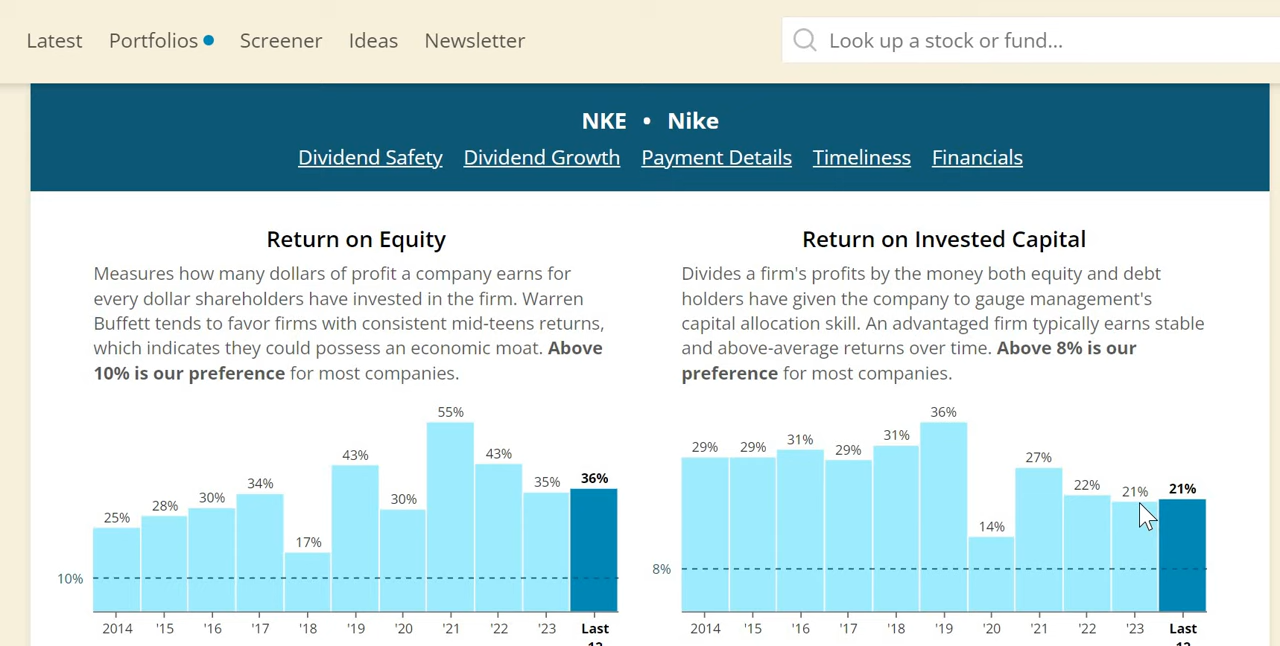 Latest Portfolios Screener Ideas Newsletter Look up a stock or fund...
NKE • Nike
Dividend Safety Dividend Growth Payment Details Timeliness Financials
Return on Equity
Measures how many dollars of profit a company earns for
every dollar shareholders have invested in the firm. Warren
Buffett tends to favor firms with consistent mid-teens returns,
which indicates they could possess an economic moat. Above
10% is our preference for most companies.
55%
43% 43%
34% 35% 36%
25% 28% 30% 30%
17%
10%
2014 '15 '16 '17 '18 '19 '20 '21 '22 '23 Last
12
Return on Invested Capital
Divides a firm's profits by the money both equity and debt
holders have given the company to gauge management's
capital allocation skill. An advantaged firm typically earns stable
and above-average returns over time. Above 8% is our
preference for most companies.
36%
29% 29% 31% 29% 31% 27%
22% 21% 21%
14%
8%
2014 '15 '16 '17 '18 '19 '20 '21 '22 '23 Last
12